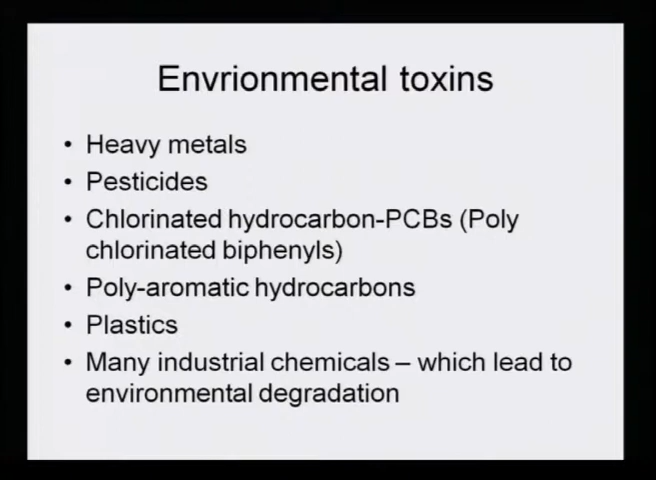 Envrionmental toxins
• Heavy metals
• Pesticides
• Chlorinated hydrocarbon-PCBs (Poly
chlorinated biphenyls)
• Poly-aromatic hydrocarbons
• Plastics
• Many industrial chemicals – which lead to
environmental degradation